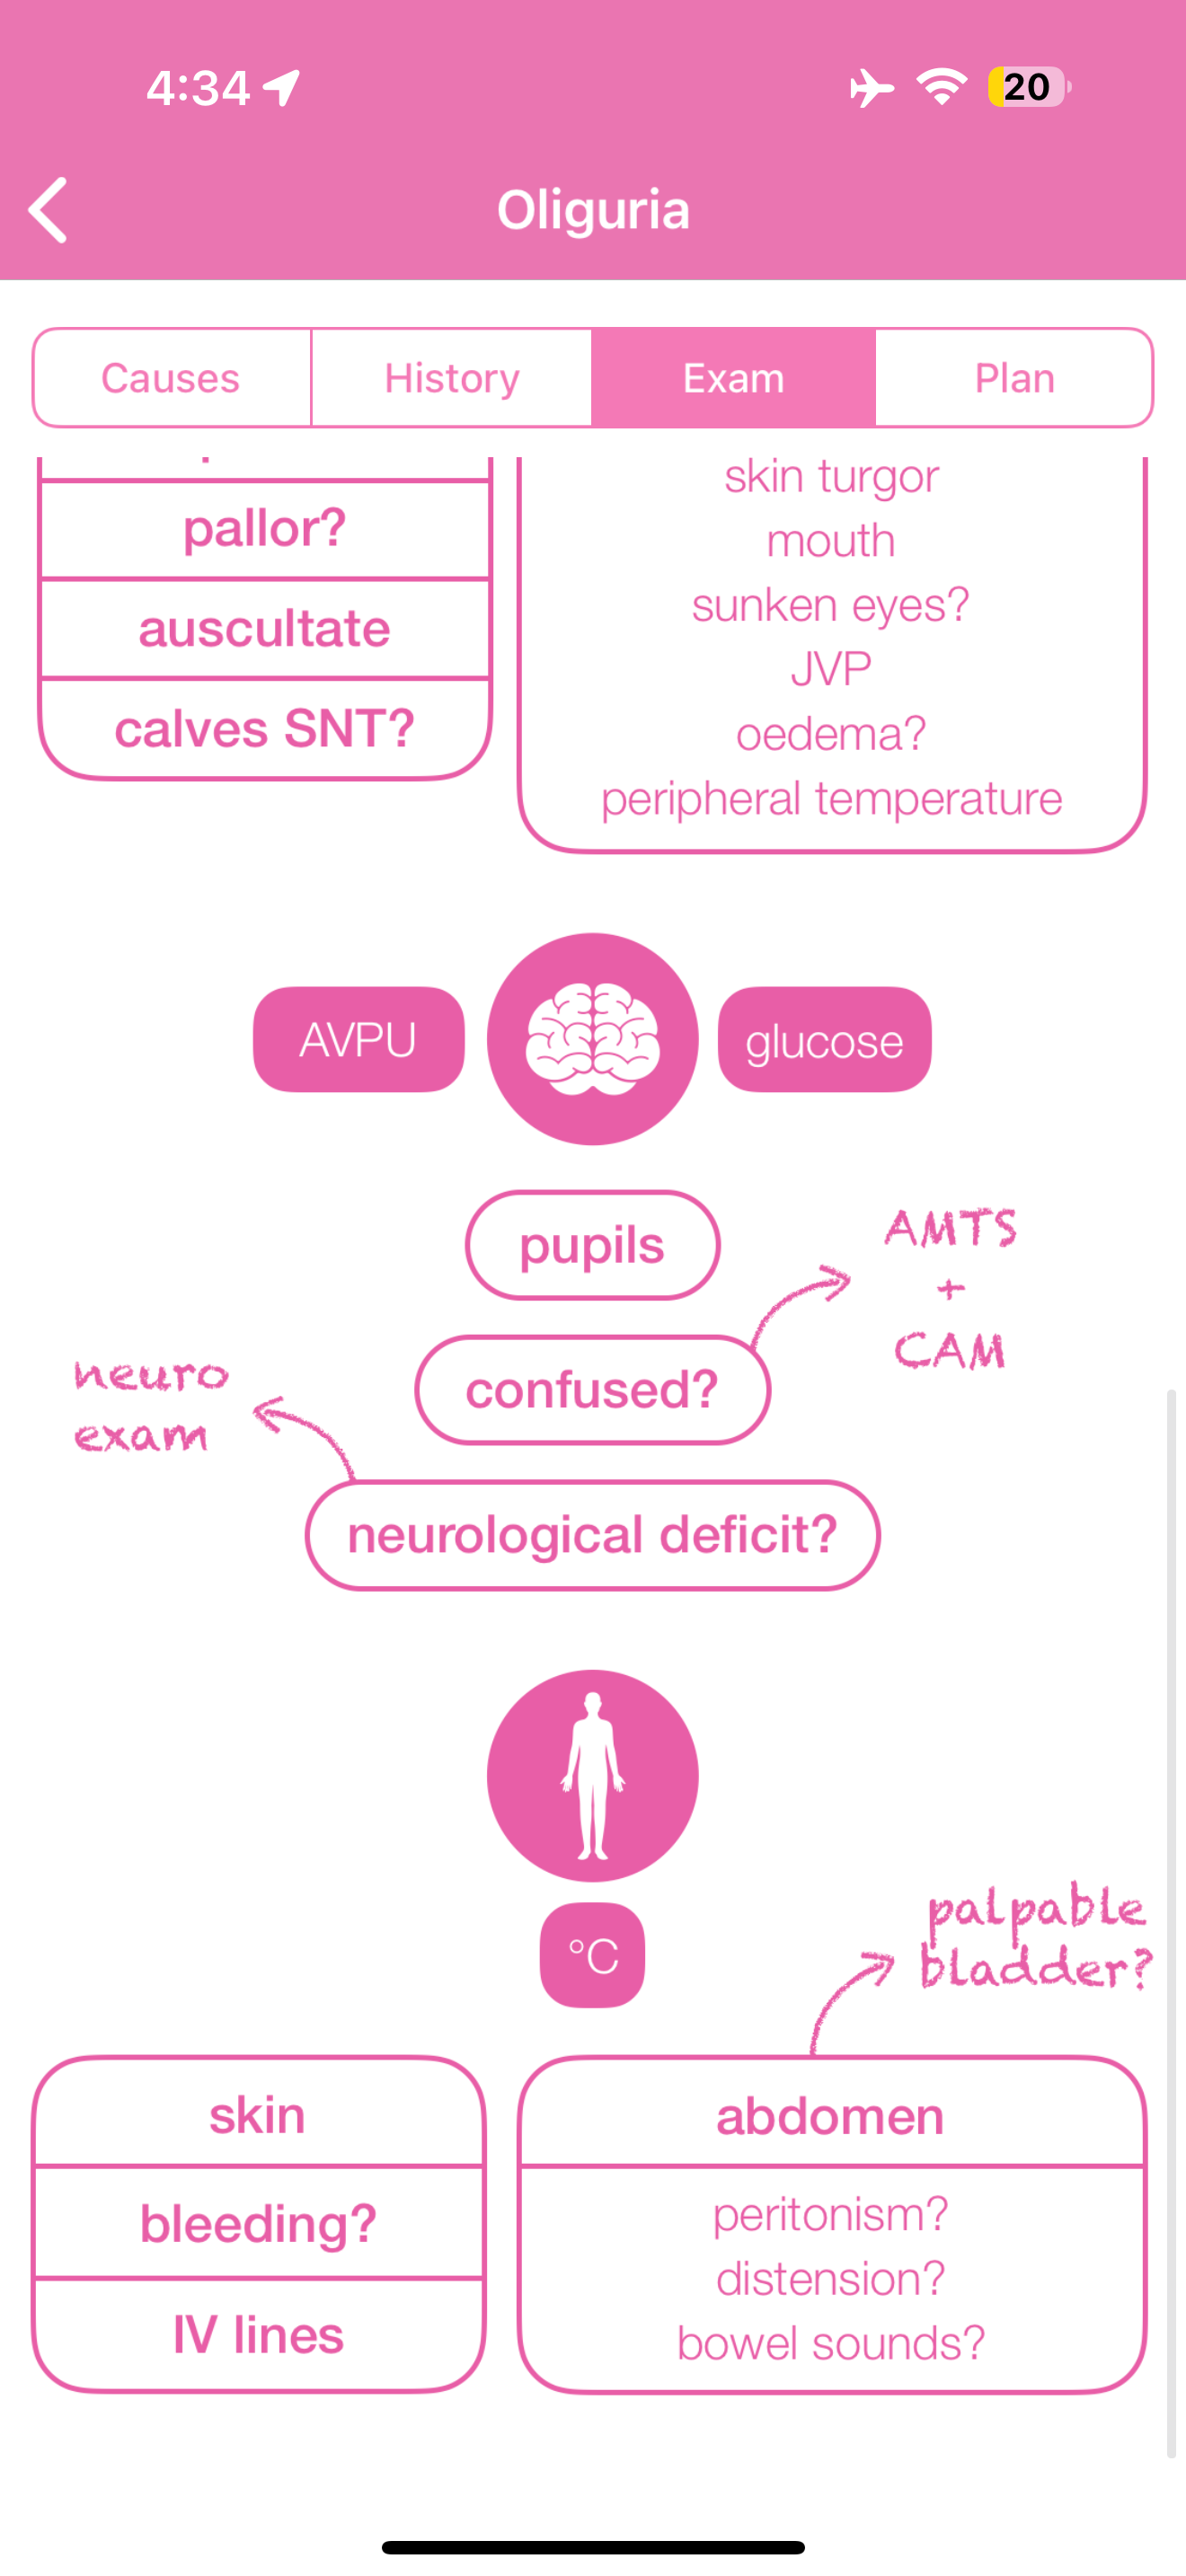 4:34
20
Oliguria
Causes
History
Exam
Plan
pallor?
auscultate
calves SNT?
skin turgor
mouth
sunken eyes?
JVP
oedema?
peripheral temperature
AVPU
glucose
pupils
AMTS
+
CAM
confused?
neuro
exam
neurological deficit?
°C
palpable
bladder?
skin
bleeding?
IV lines
abdomen
peritonism?
distension?
bowel sounds?